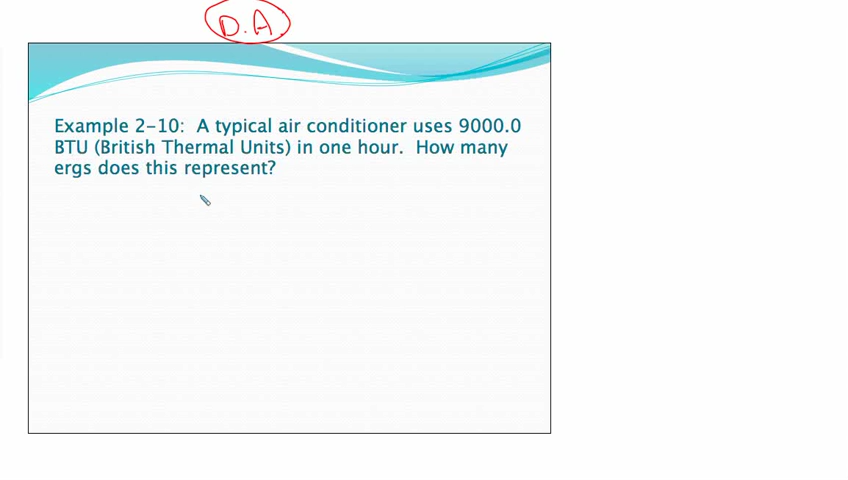 D.A.
Example 2-10: A typical air conditioner uses 9000.0
BTU (British Thermal Units) in one hour. How many
ergs does this represent?